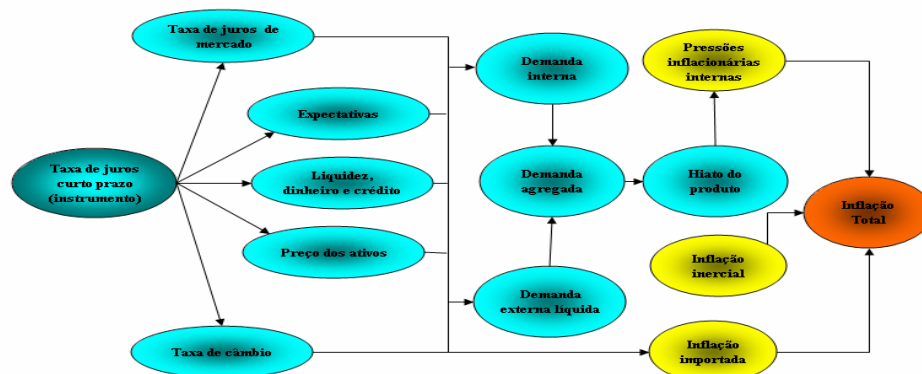 Taxa de juros de
mercado
Expectativas
Taxa de juros
curto prazo
(instrumento)
Liquidez,
dinheiro e crédito
Preço dos ativos
Taxa de câmbio
Demanda
interna
Demanda
agregada
Demanda
externa líquida
Pressões
inflacionárias
internas
Hiato do
produto
Inflação
inercial
Inflação
importada
Inflação
Total